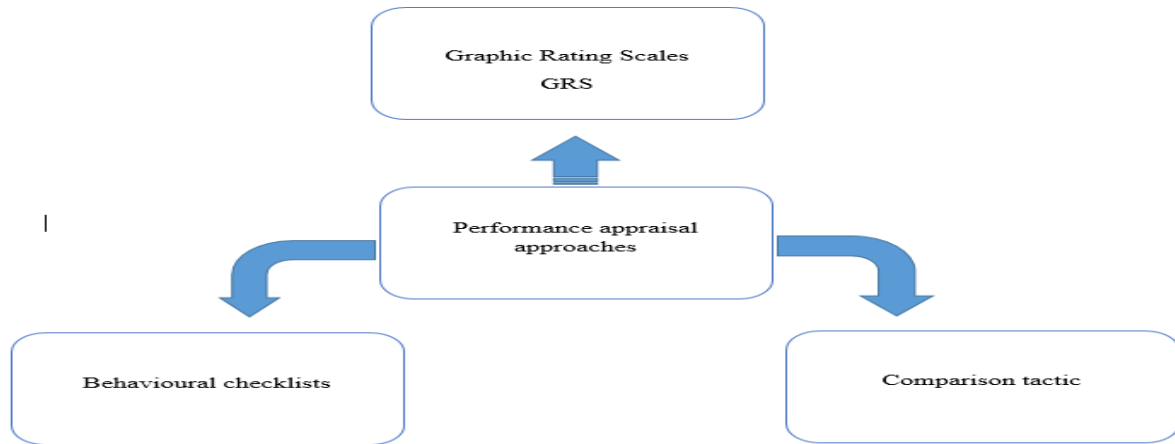 Graphic Rating Scales
GRS
Performance appraisal
approaches
Behavioural checklists
Comparison tactic